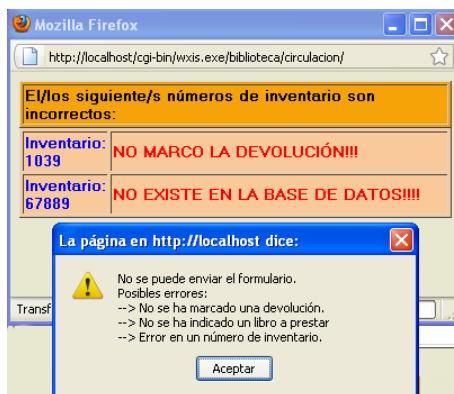 Mozilla Firefox
http://localhost/cgi-bin/wxis.exe/biblioteca/circulacion/
El/los siguiente/s números de inventario son
incorrectos:
Inventario:
1039
NO MARCO LA DEVOLUCIÓN!!!
Inventario:
67889
NO EXISTE EN LA BASE DE DATOS!!!!
La página en http://localhost dice:
No se puede enviar el formulario.
Posibles errores:
--> No se ha marcado una devolución.
--> No se ha indicado un libro a prestar
--> Error en un número de inventario.
Transf
Aceptar